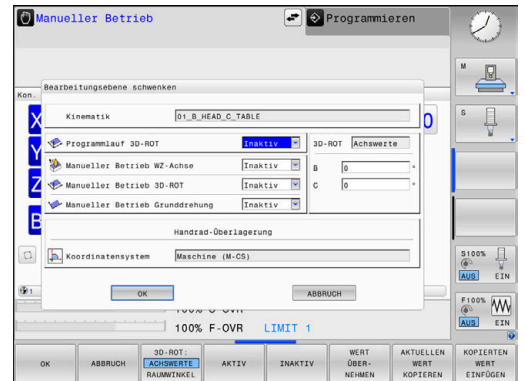 Manueller Betrieb
Programmieren
Bearbeitungsebene schwenken
Kon.
Kinematik
01_B_HEAD_C_TABLE
X
0
Programmlauf 3D-ROT
Inaktiv
3D-ROT
Achswerte
Y
Manueller Betrieb WZ-Achse
Inaktiv
B
0
°
Z
Manueller Betrieb 3D-ROT
Inaktiv
C
0
°
B
Manueller Betrieb Grunddrehung
Inaktiv
Handrad-Überlagerung
Koordinatensystem
Maschine (M-CS)
1
OK
ABBRUCH
100% F-OVR
LIMIT 1
M
S
S100%
AUS
EIN
F100%
AUS
EIN
OK
ABBRUCH
3D-ROT:
ACHSWERTE
RAUMWINKEL
AKTIV
INAKTIV
WERT
ÜBER-
NEHMEN
AKTUELLEN
WERT
KOPIEREN
KOPIERTEN
WERT
EINFÜGEN